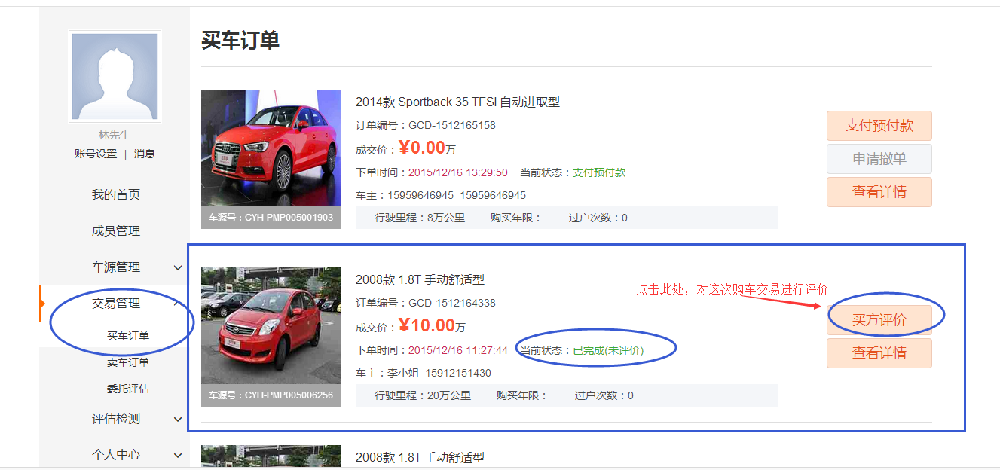 林先生
账号设置 | 消息
我的首页
成员管理
车源管理
交易管理
买车订单
卖车订单
委托评估
评估检测
个人中心
买车订单
2014款 Sportback 35 TFSI 自动进取型
订单编号：GCD-1512165158
成交价：¥0.00万
下单时间：2015/12/16 13:29:50 当前状态：支付预付款
车主：15959646945 15959646945
行驶里程：8万公里 购买年限： 过户次数：0
车源号：CYH-PMP005001903
支付预付款
申请撤单
查看详情
2008款 1.8T 手动舒适型
订单编号：GCD-1512164338
成交价：¥10.00万
下单时间：2015/12/16 11:27:44 当前状态：已完成(未评价)
车主：李小姐 15912151430
行驶里程：20万公里 购买年限： 过户次数：0
车源号：CYH-PMP005006256
点击此处，对这次购车交易进行评价
买方评价
查看详情
2008款 1.8T 手动舒适型